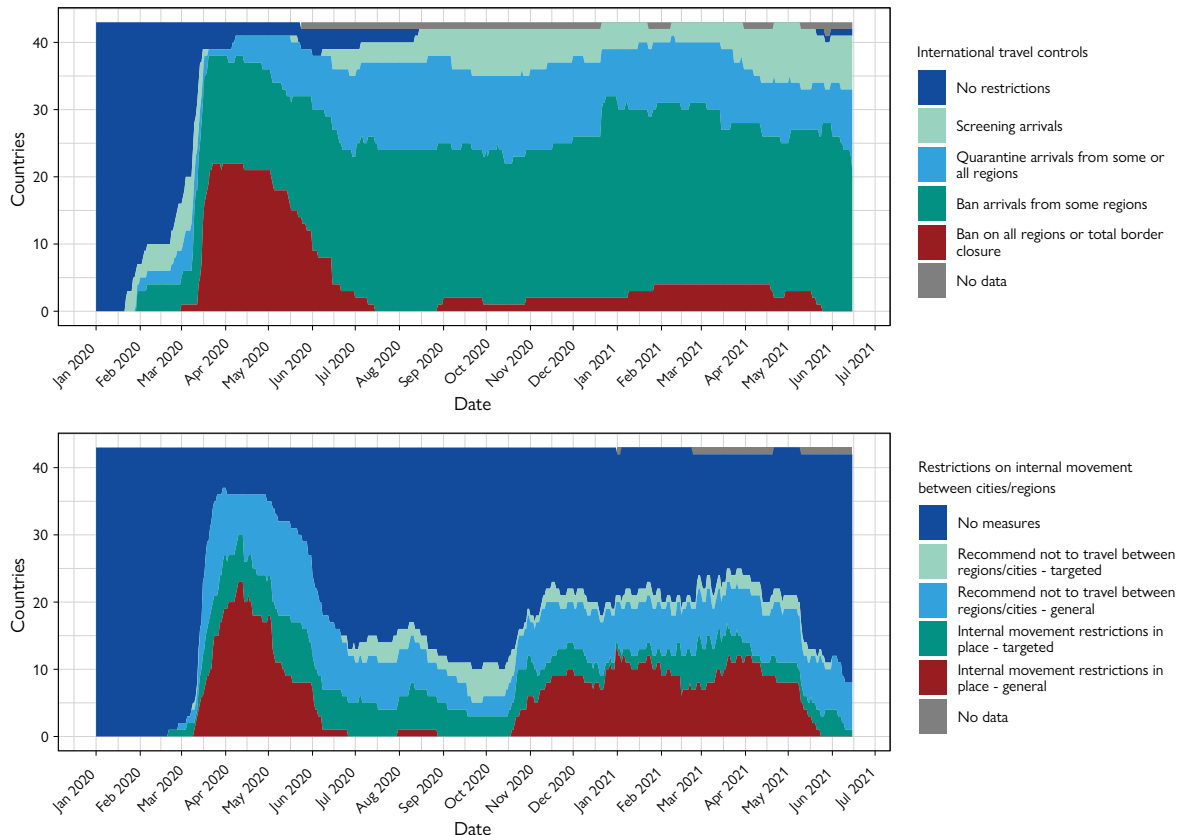 International travel controls
No restrictions
Screening arrivals
Quarantine arrivals from some or
all regions
Ban arrivals from some regions
Ban on all regions or total border
closure
No data
Countries
40
30
20
10
0
Jan 2020
Feb 2020
Mar 2020
Apr 2020
May 2020
Jun 2020
Jul 2020
Aug 2020
Sep 2020
Oct 2020
Nov 2020
Dec 2020
Jan 2021
Feb 2021
Mar 2021
Apr 2021
May 2021
Jun 2021
Jul 2021
Date
Restrictions on internal movement
between cities/regions
No measures
Recommend not to travel between
regions/cities - targeted
Recommend not to travel between
regions/cities - general
Internal movement restrictions in
place - targeted
Internal movement restrictions in
place - general
No data
Countries
40
30
20
10
0
Jan 2020
Feb 2020
Mar 2020
Apr 2020
May 2020
Jun 2020
Jul 2020
Aug 2020
Sep 2020
Oct 2020
Nov 2020
Dec 2020
Jan 2021
Feb 2021
Mar 2021
Apr 2021
May 2021
Jun 2021
Jul 2021
Date